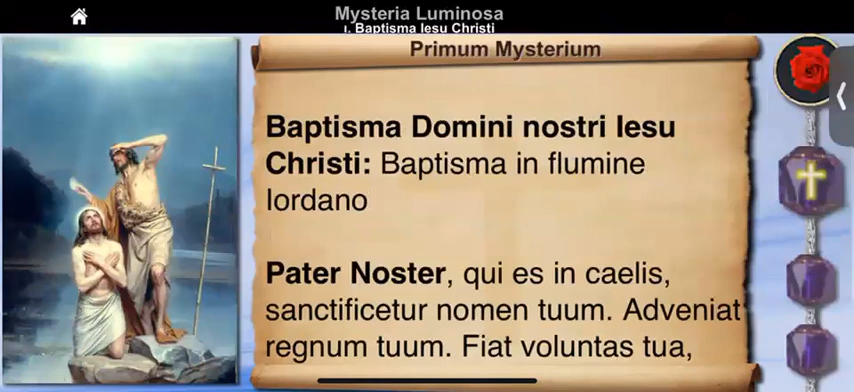 Mysteria Luminosa
I. Baptisma Iesu Christi
Primum Mysterium
Baptisma Domini nostri Iesu
Christi: Baptisma in flumine
Iordano
Pater Noster, qui es in caelis,
sanctificetur nomen tuum. Adveniat
regnum tuum. Fiat voluntas tua,